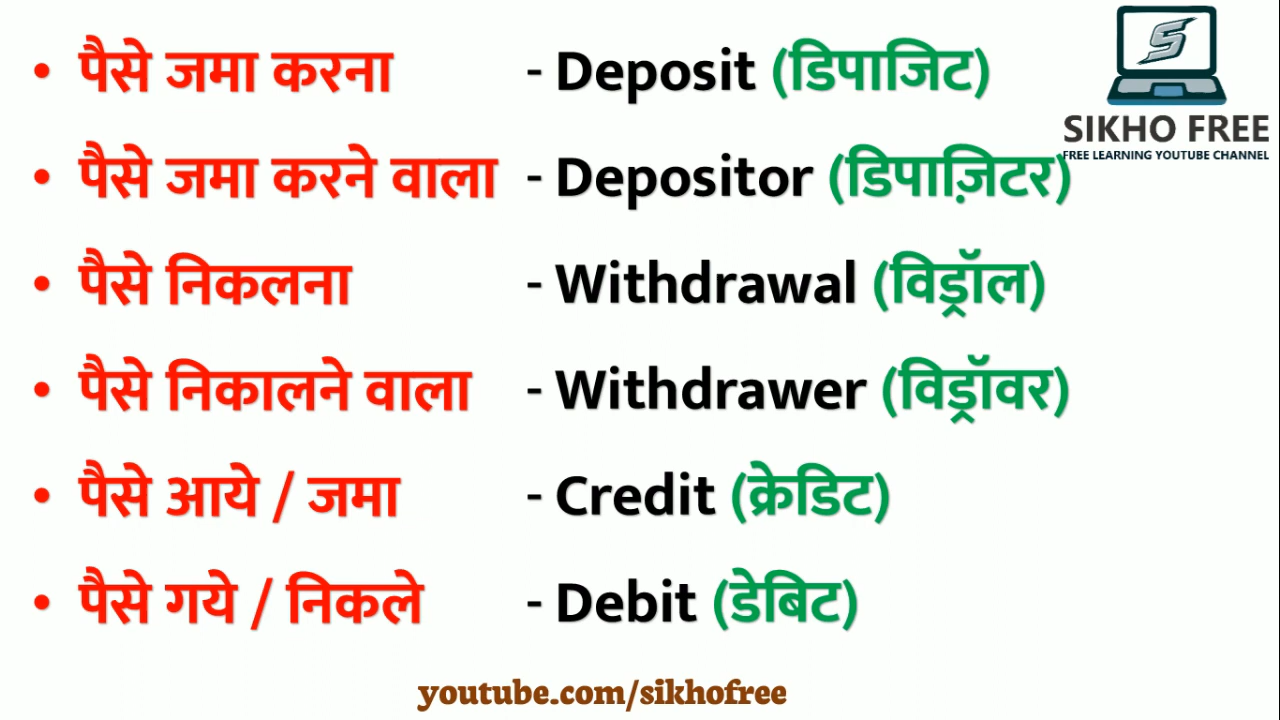 • पैसे जमा करना - Deposit (डिपाजिट)
• पैसे जमा करने वाला - Depositor (डिपाज़िटर)
• पैसे निकलना - Withdrawal (विड्रॉल)
• पैसे निकालने वाला - Withdrawer (विड्रॉवर)
• पैसे आये / जमा - Credit (क्रेडिट)
• पैसे गये / निकले - Debit (डेबिट)
SIKHO FREE
FREE LEARNING YOUTUBE CHANNEL
youtube.com/sikhofree